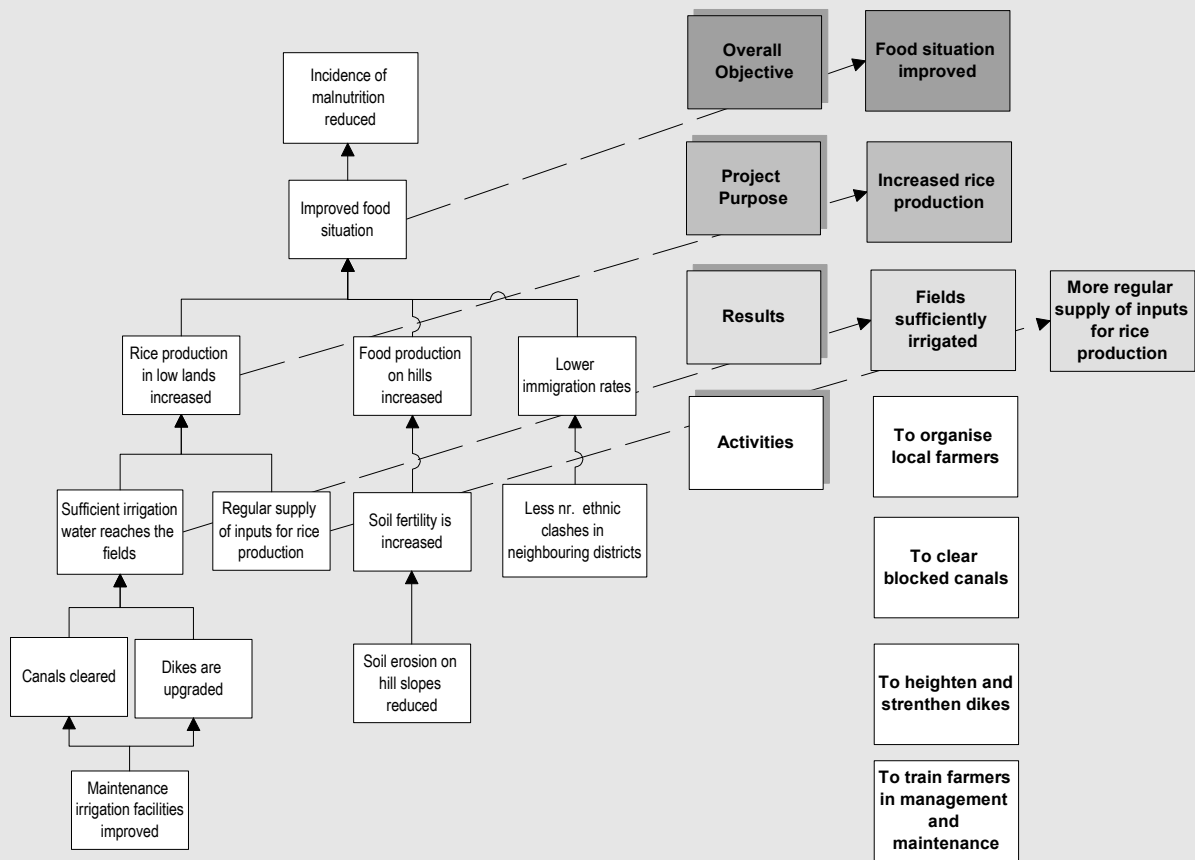 Incidence of
malnutrition
reduced
Improved food
situation
Rice production
in low lands
increased
Food production
on hills
increased
Lower
immigration rates
Sufficient irrigation
water reaches the
fields
Regular supply
of inputs for rice
production
Soil fertility is
increased
Less nr. ethnic
clashes in
neighbouring districts
Canals cleared
Dikes are
upgraded
Soil erosion on
hill slopes
reduced
Maintenance
irrigation facilities
improved
Overall
Objective
Food situation
improved
Project
Purpose
Increased rice
production
Results
Fields
sufficiently
irrigated
More regular
supply of inputs
for rice
production
Activities
To organise
local farmers
To clear
blocked canals
To heighten and
strenthen dikes
To train farmers
in management
and
maintenance